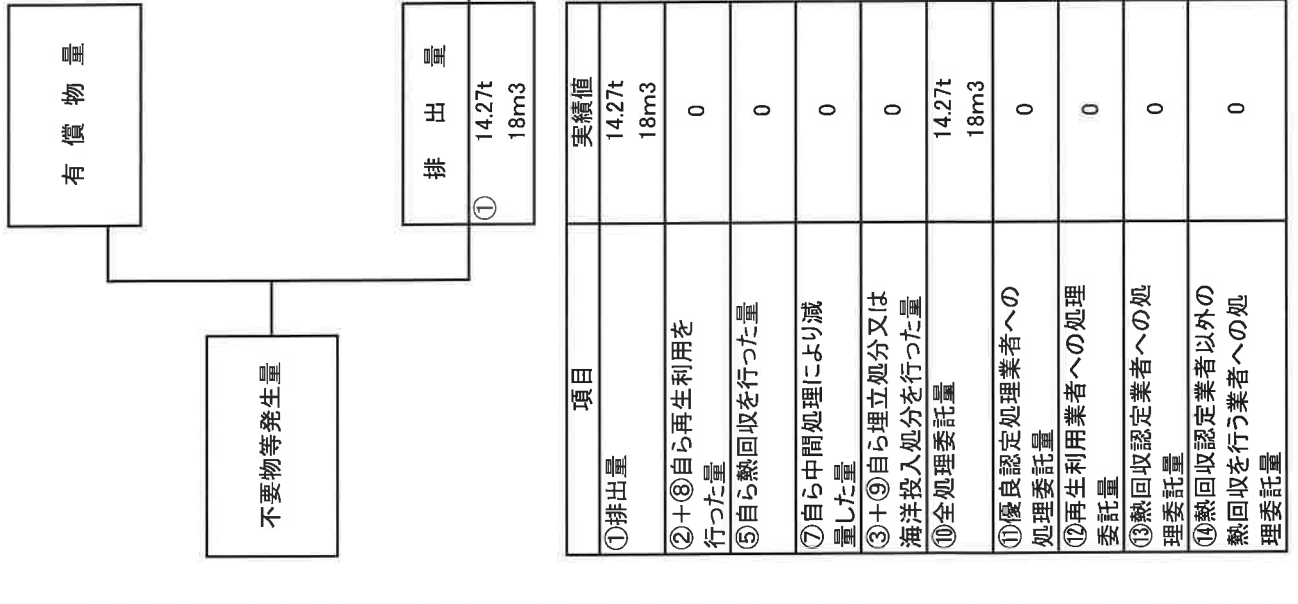 有償物量
不要物等発生量
排出量
①
14.27t
18m3
項目
実績値
①排出量
14.27t
18m3
②+⑧自ら再生利用を
行った量
0
⑤自ら熱回収を行った量
0
⑦自ら中間処理により減
量した量
0
③+⑨自ら埋立処分又は
海洋投入処分を行った量
0
⑩全処理委託量
14.27t
18m3
⑪優良認定処理業者への
処理委託量
0
⑫再生利用業者への処理
委託量
0
⑬熱回収認定業者への処
理委託量
0
⑭熱回収認定業者以外の
熱回収を行う業者への処
理委託量
0